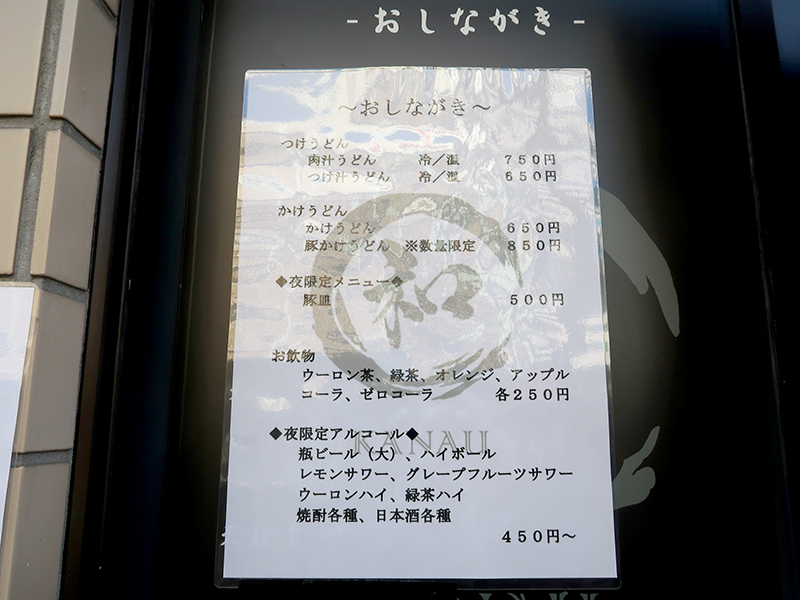 -おしながき-
～おしながき～
つけうどん
肉汁うどん 冷／温 ７５０円
つけ汁うどん 冷／温 ６５０円
かけうどん
かけうどん ６５０円
豚かけうどん ※数量限定 ８５０円
◆夜限定メニュー◆
豚皿 ５００円
和
お飲物
ウーロン茶、緑茶、オレンジ、アップル
コーラ、ゼロコーラ 各２５０円
KANAU
◆夜限定アルコール◆
瓶ビール（大）、ハイボール
レモンサワー、グレープフルーツサワー
ウーロンハイ、緑茶ハイ
焼酎各種、日本酒各種
４５０円～